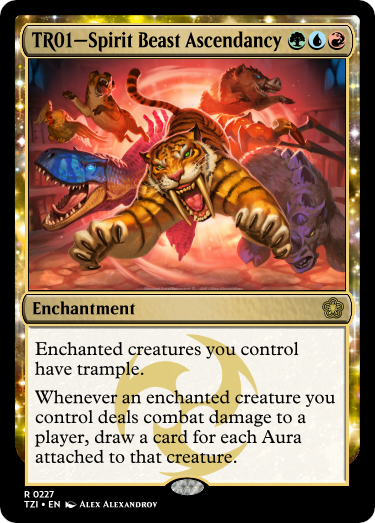 TR01—Spirit Beast Ascendancy
Enchantment
Enchanted creatures you control
have trample.
Whenever an enchanted creature you
control deals combat damage to a
player, draw a card for each Aura
attached to that creature.
R 0227
TZI • EN Alex Alexandrov